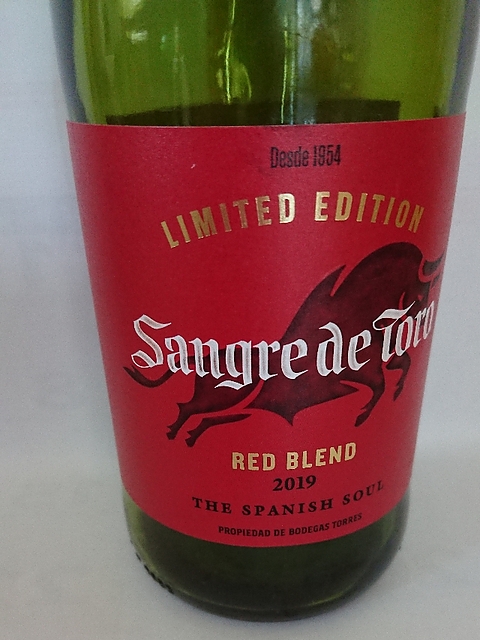 Desde 1954
LIMITED EDITION
Sangre de Toro
RED BLEND
2019
THE SPANISH SOUL
PROPIEDAD DE BODEGAS TORRES